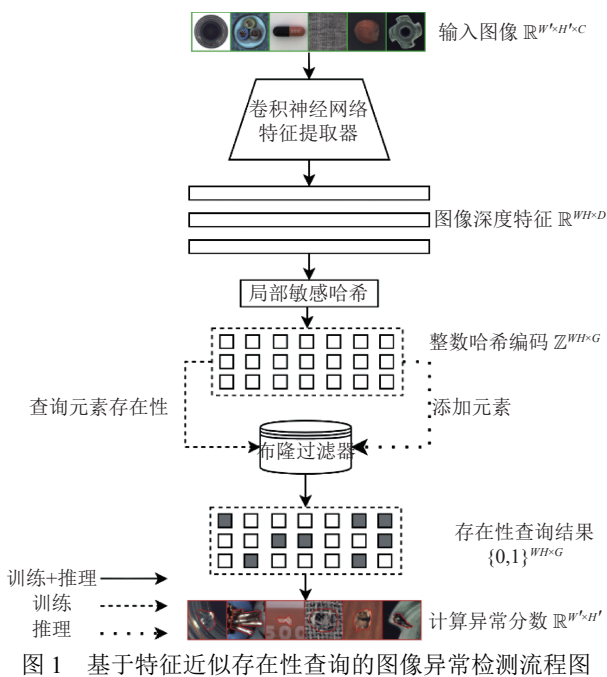 输入图像 ℝ^{W′×H′×C}
卷积神经网络
特征提取器
图像深度特征 ℝ^{WH×D}
局部敏感哈希
整数哈希编码 ℤ^{WH×G}
查询元素存在性
添加元素
布隆过滤器
存在性查询结果
{0,1}^{WH×G}
训练+推理
训练
推理
500
计算异常分数 ℝ^{W′×H′}
图 1 基于特征近似存在性查询的图像异常检测流程图